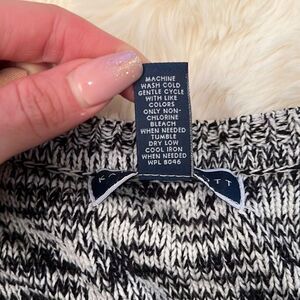 MACHINE
WASH COLD
GENTLE CYCLE
WITH LIKE
COLORS
ONLY NON-
CHLORINE
BLEACH
WHEN NEEDED
TUMBLE
DRY LOW
COOL IRON
WHEN NEEDED
WPL 8046